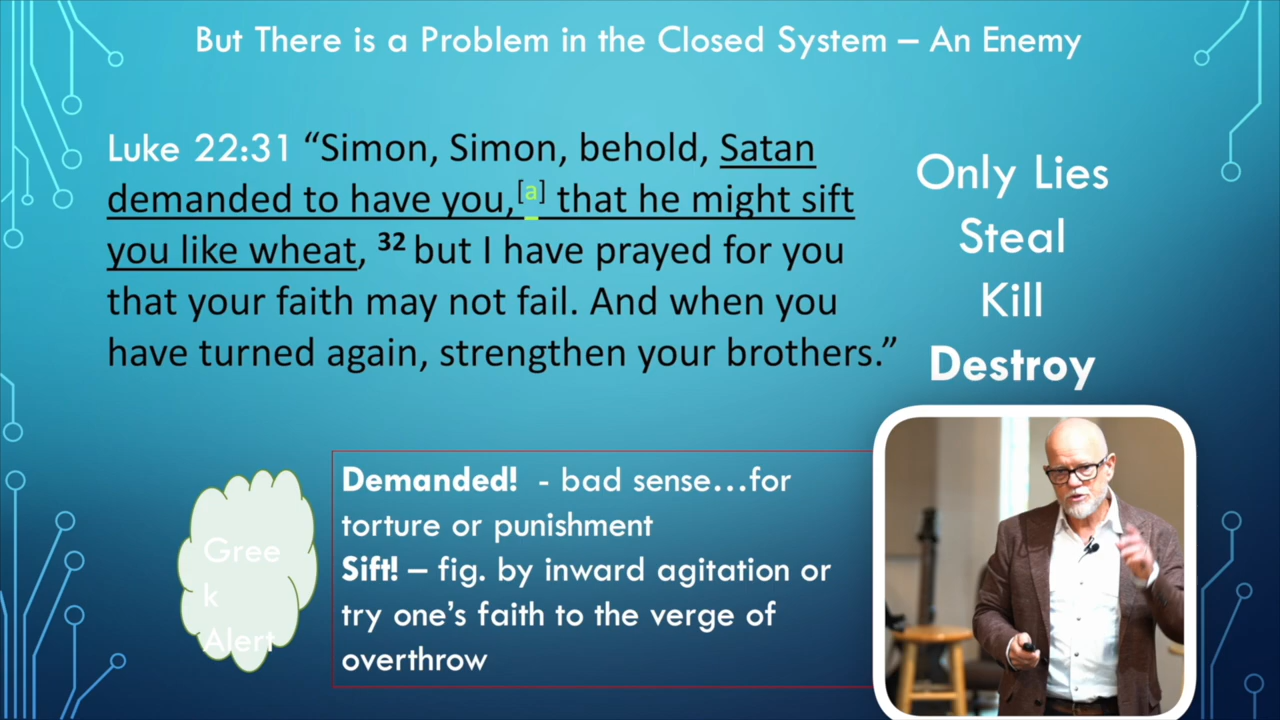 But There is a Problem in the Closed System – An Enemy
Luke 22:31 “Simon, Simon, behold, Satan
demanded to have you,[a] that he might sift
you like wheat, 32 but I have prayed for you
that your faith may not fail. And when you
have turned again, strengthen your brothers.”
Only Lies
Steal
Kill
Destroy
Gree
k
Alert
Demanded! - bad sense...for
torture or punishment
Sift! – fig. by inward agitation or
try one’s faith to the verge of
overthrow